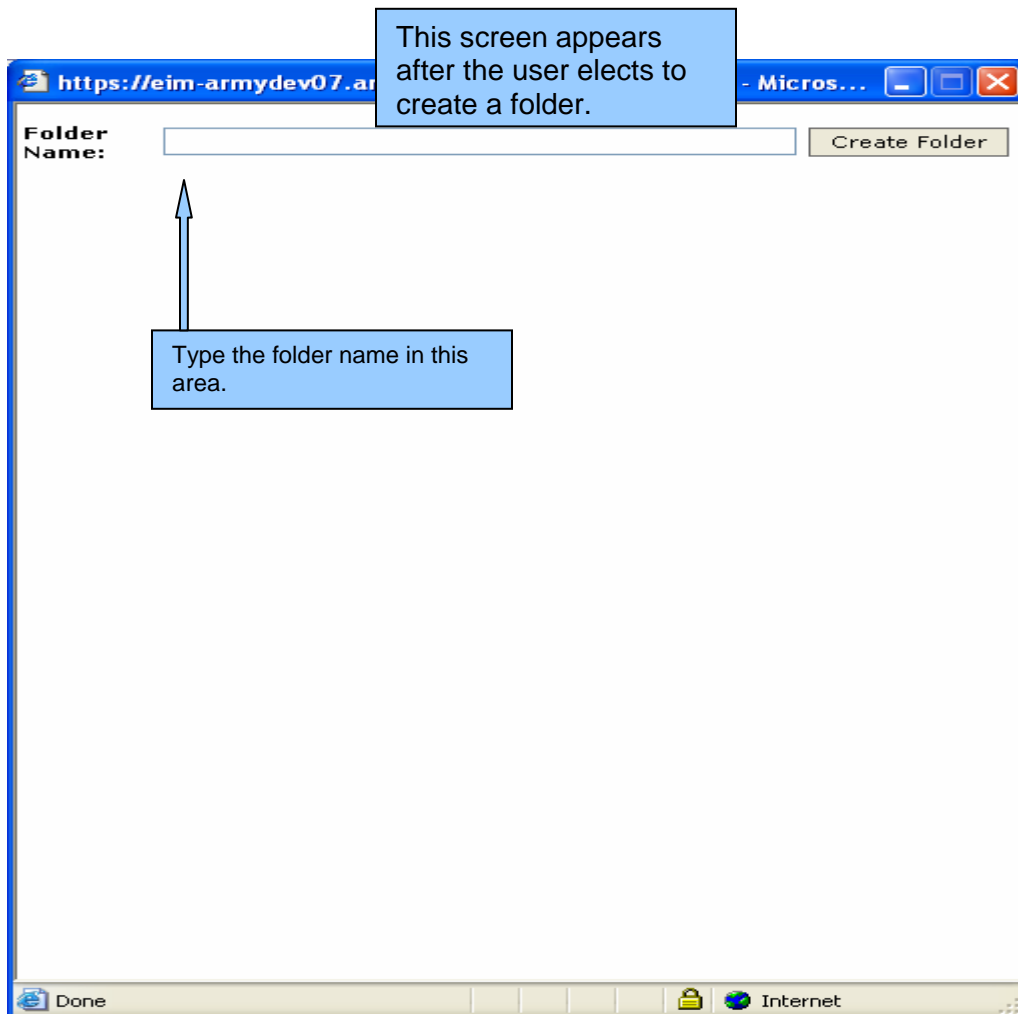 This screen appears
after the user elects to
create a folder.
https://eim-armydev07.ar - Micros...
Folder
Name:
Create Folder
Type the folder name in this
area.
Done
Internet